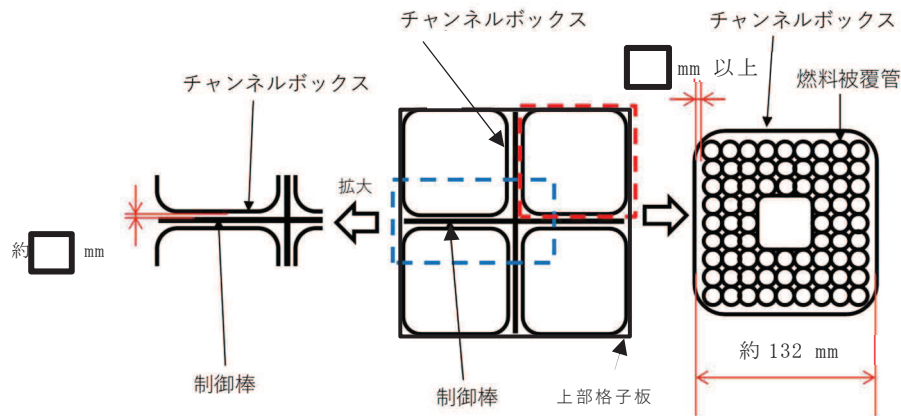 チャンネルボックス
mm 以上
チャンネルボックス
チャンネルボックス
燃料被覆管
拡大
約 mm
制御棒
制御棒
上部格子板
約 132 mm